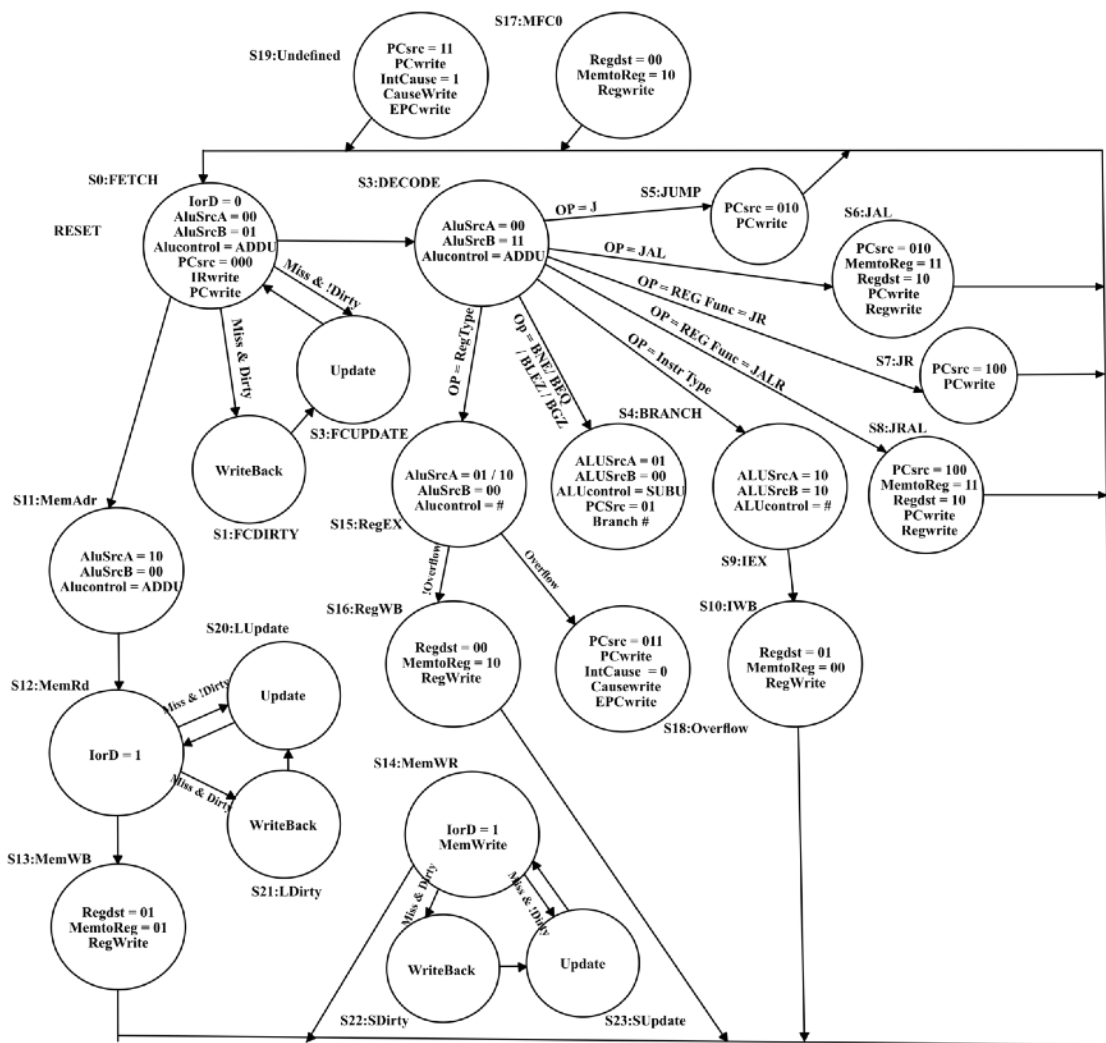 S17:MFC0
S19:Undefined
PCsrc = 11
PCwrite
IntCause = 1
CauseWrite
EPCwrite
Regdst = 00
MemtoReg = 10
Regwrite
S0:FETCH
RESET
IorD = 0
AluSrcA = 00
AluSrcB = 01
Alucontrol = ADDU
PCsrc = 000
IRwrite
PCwrite
S3:DECODE
AluSrcA = 00
AluSrcB = 11
Alucontrol = ADDU
OP = J
S5:JUMP
PCsrc = 010
PCwrite
OP = JAL
S6:JAL
PCsrc = 010
MemtoReg = 11
Regdst = 10
PCwrite
Regwrite
OP = REG Func = JR
S7:JR
PCsrc = 100
PCwrite
OP = REG Func = JALR
S8:JRAL
PCsrc = 100
MemtoReg = 11
Regdst = 10
PCwrite
Regwrite
Miss & !Dirty
Miss & Dirty
Update
S3:FCUPDATE
WriteBack
S1:FCDIRTY
OP = RegType
Op = BNE/ BEQ
/ BLEZ / BGZ
OP = Instr Type
S4:BRANCH
ALUSrcA = 01
ALUSrcB = 00
ALUcontrol = SUBU
PCSrc = 01
Branch #
AluSrcA = 01 / 10
AluSrcB = 00
Alucontrol = #
S15:RegEX
ALUSrcA = 10
ALUSrcB = 10
ALUcontrol = #
S9:IEX
S11:MemAdr
AluSrcA = 10
AluSrcB = 00
Alucontrol = ADDU
!Overflow
Overflow
S16:RegWB
Regdst = 00
MemtoReg = 10
RegWrite
PCsrc = 011
PCwrite
IntCause = 0
Causewrite
EPCwrite
S18:Overflow
S10:IWB
Regdst = 01
MemtoReg = 00
RegWrite
S20:LUpdate
Update
S12:MemRd
IorD = 1
Miss & !Dirty
Miss & Dirty
WriteBack
S21:LDirty
S13:MemWB
Regdst = 01
MemtoReg = 01
RegWrite
S14:MemWR
IorD = 1
MemWrite
Miss & Dirty
Miss & !Dirty
WriteBack
S22:SDirty
Update
S23:SUpdate